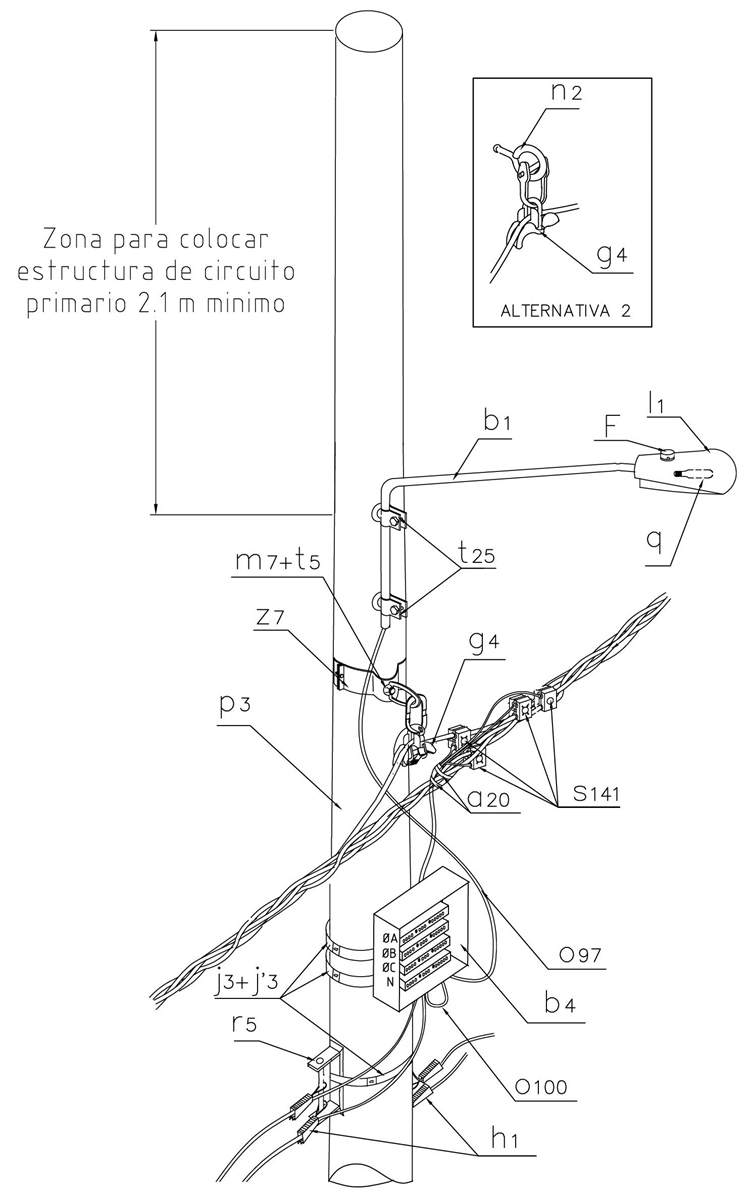 n2
g4
ALTERNATIVA 2
Zona para colocar
estructura de circuito
primario 2.1 m minimo
l1
F
b1
q
t25
m7+t5
z7
g4
p3
s141
a20
ØA
ØB
ØC
N
O97
j3+j'3
b4
r5
O100
h1